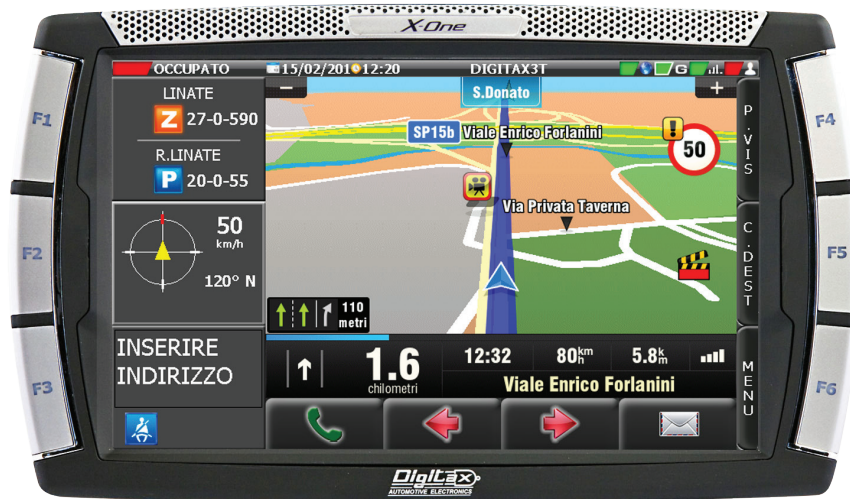 X-One
OCCUPATO
15/02/201 12:20
DIGITAX3T
G
LINATE
Z 27-0-590
R.LINATE
P 20-0-55
50
km/h
120° N
INSERIRE
INDIRIZZO
S.Donato
SP15b Viale Enrico Forlanini
Via Privata Taverna
!
50
110
metri
1.6
chilometri
12:32
80 km
h
5.8 k
m
Viale Enrico Forlanini
P.VIS
C.DEST
MENU
F1
F2
F3
F4
F5
F6
Digitax
AUTOMOTIVE ELECTRONICS